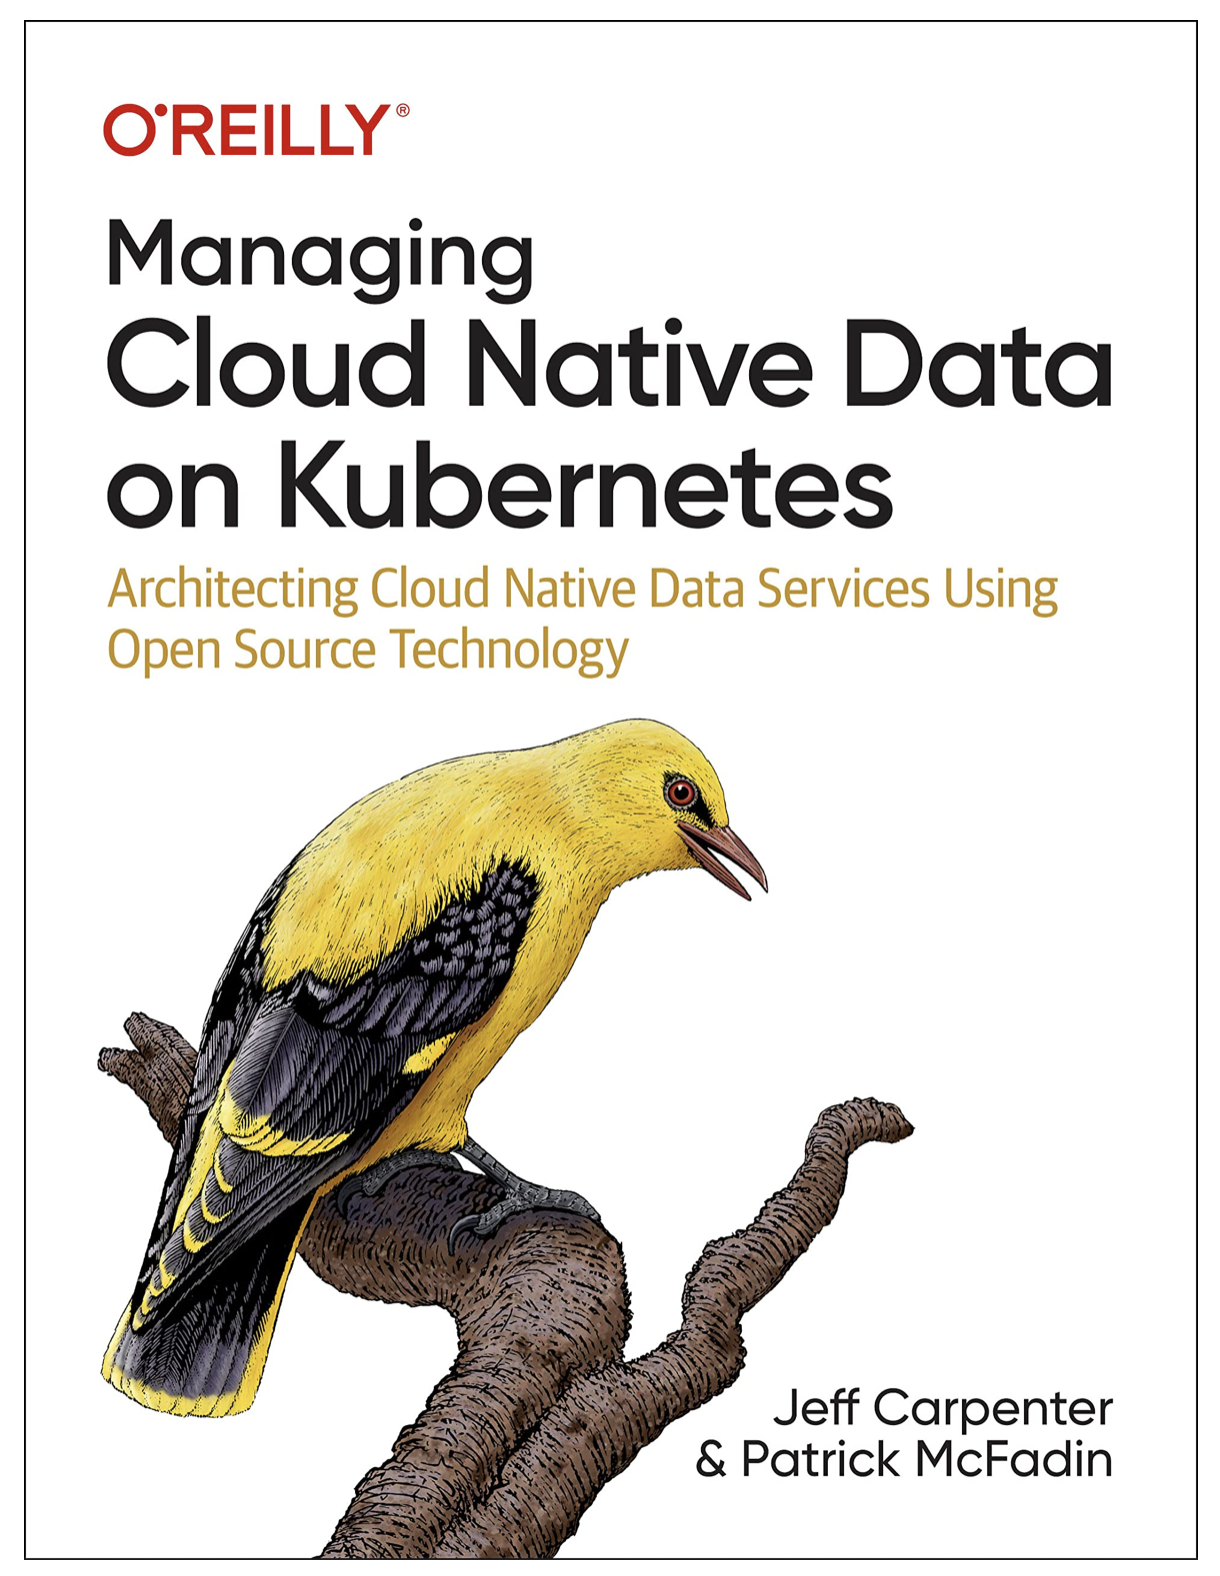 O'REILLY®
Managing
Cloud Native Data
on Kubernetes
Architecting Cloud Native Data Services Using
Open Source Technology
Jeff Carpenter
& Patrick McFadin